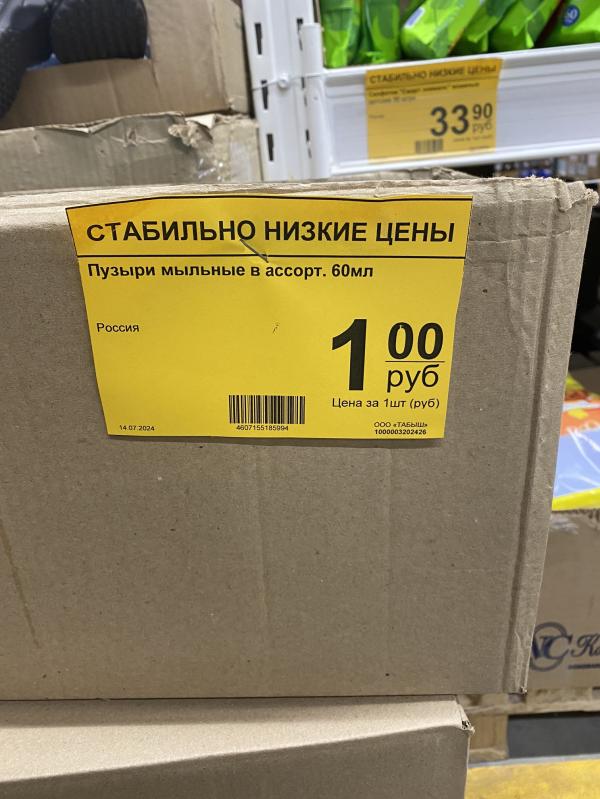 СТАБИЛЬНО НИЗКИЕ ЦЕНЫ
33 90
руб
СТАБИЛЬНО НИЗКИЕ ЦЕНЫ
Пузыри мыльные в ассорт. 60мл
Россия
1 00
руб
Цена за 1шт (руб)
14.07.2024
4607155185994
ООО «ТАБЫШ»
1000003202426